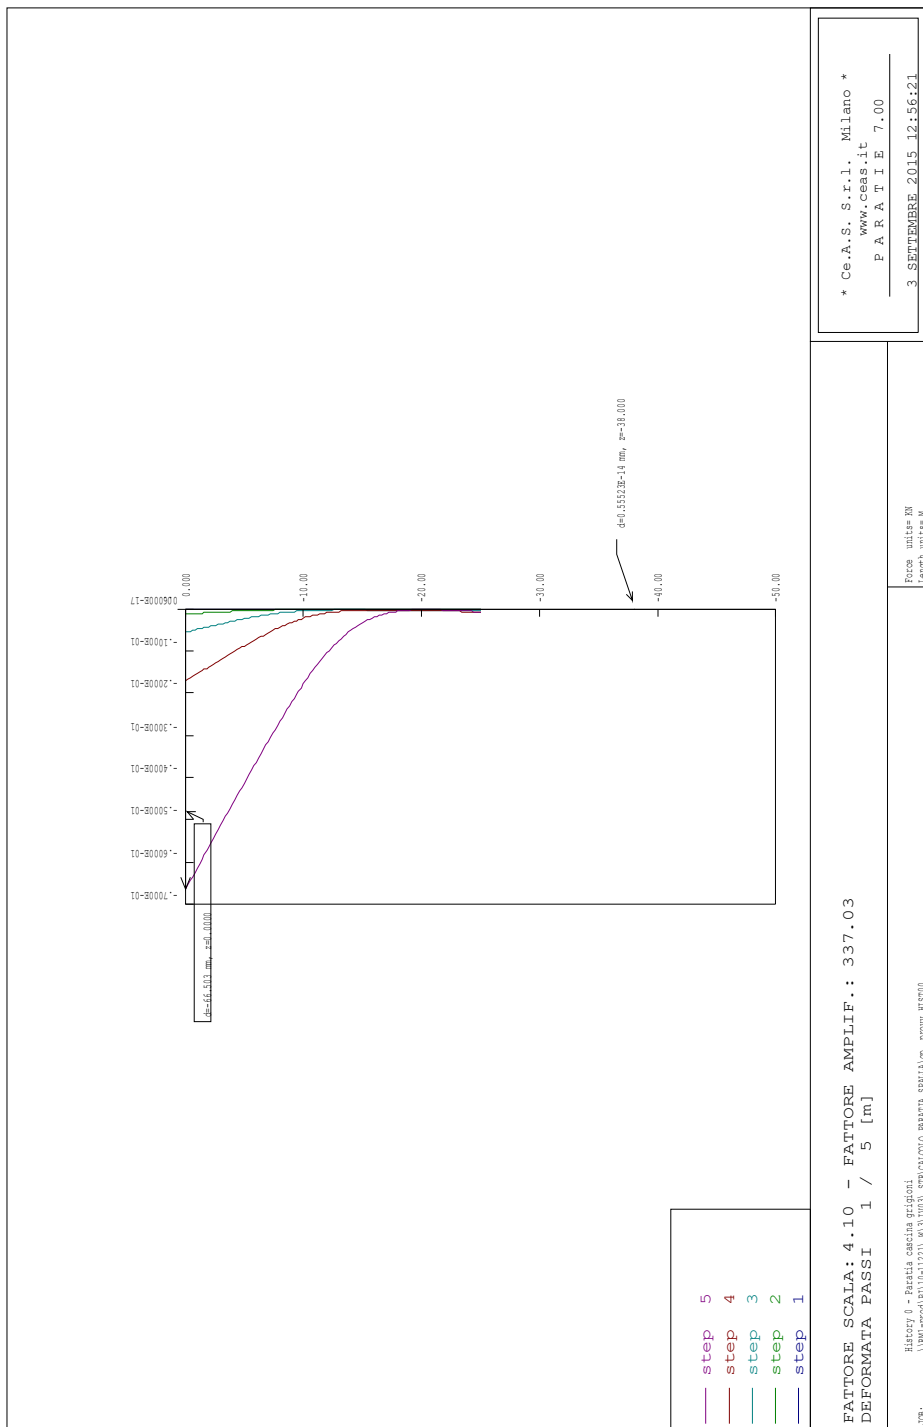 * Ce.A.S. S.r.l. Milano *
www.ceas.it
P A R A T I E 7.00
3 SETTEMBRE 2015 12:56:21
d=0.55523E-14 mm, z=-38.000
0.000
-10.00
-20.00
-30.00
-40.00
-50.00
-.1000E-01
-.2000E-01
-.3000E-01
-.4000E-01
-.5000E-01
-.6000E-01
-.7000E-01
d=-66.503 mm, z=0.0000
step 5
step 4
step 3
step 2
step 1
FATTORE SCALA: 4.10 - FATTORE AMPLIF.: 337.03
DEFORMATA PASSI 1 / 5 [m]
Force units= KN
Length units= M
History 0 - Paratia cascina grigioni